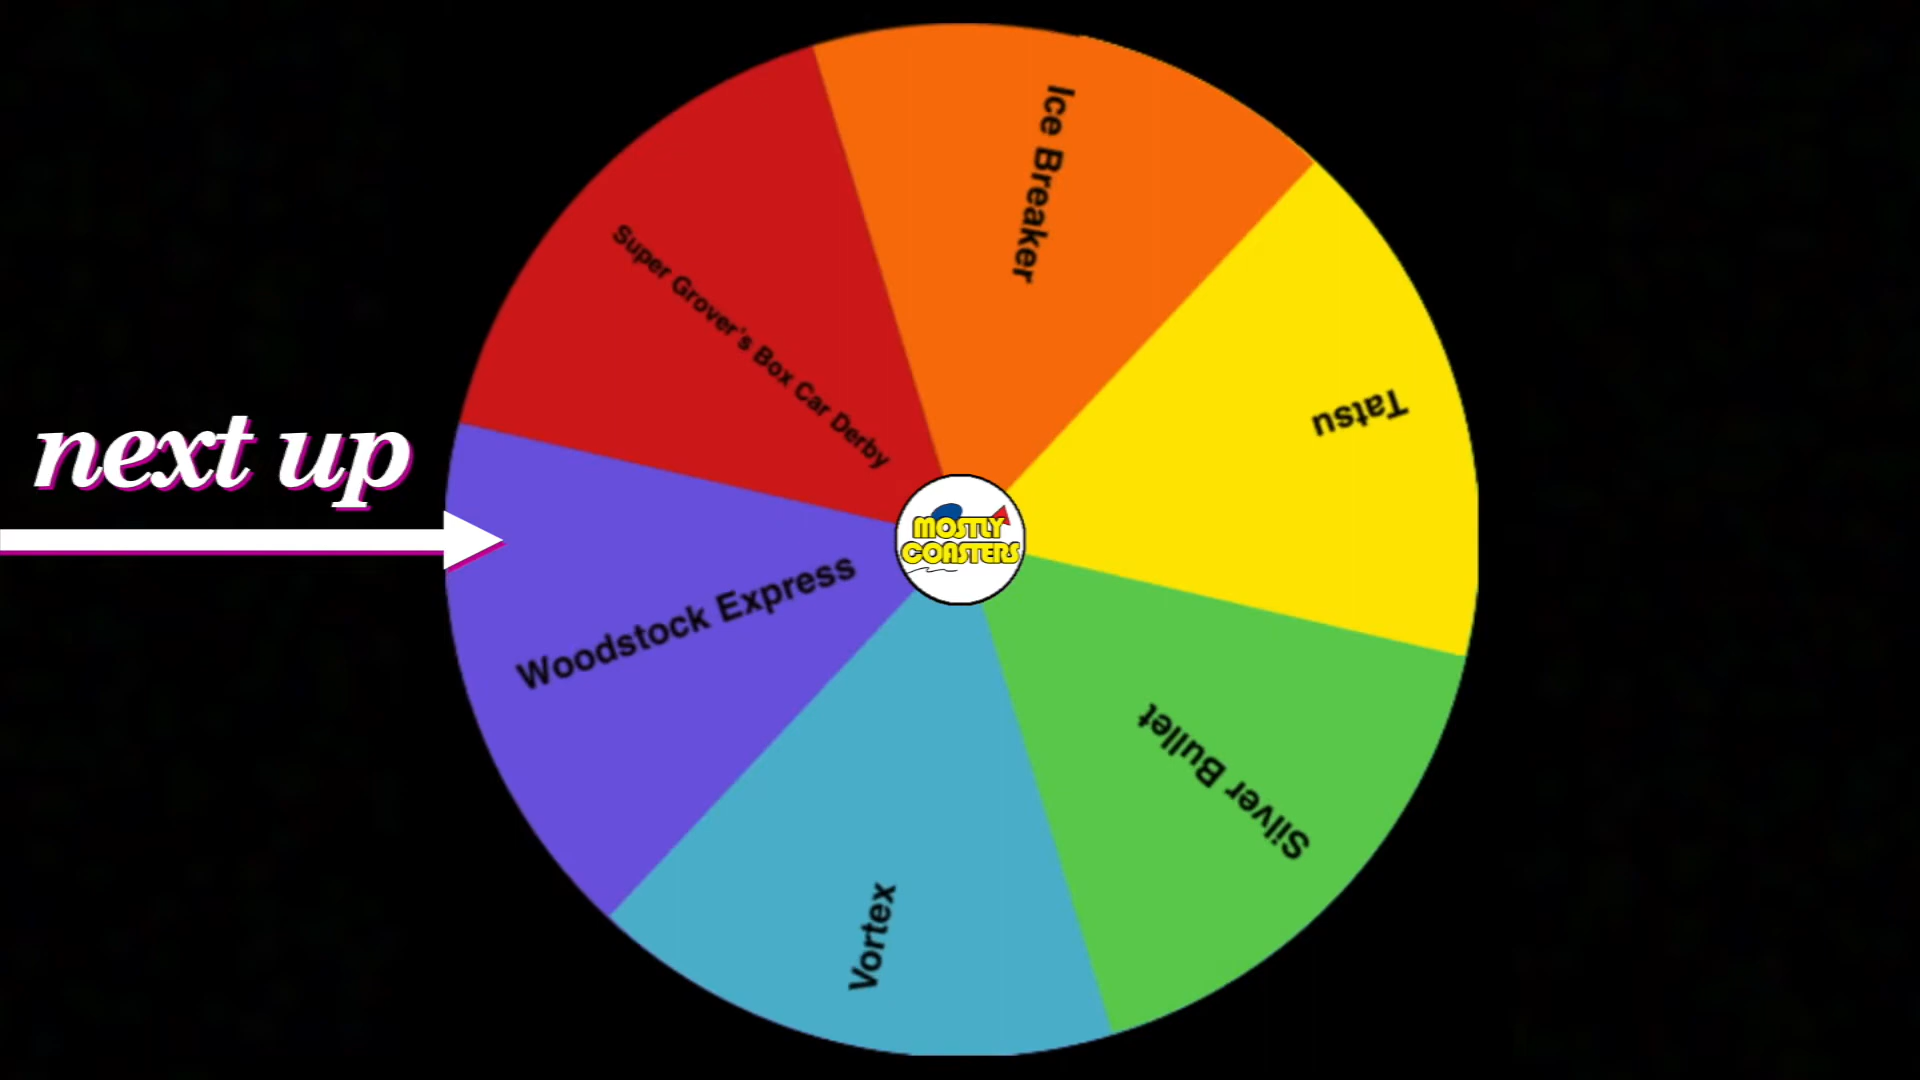 next up
Ice Breaker
Super Grover's Box Car Derby
Tatsu
MOSTLY
COASTERS
Woodstock Express
Silver Bullet
Vortex